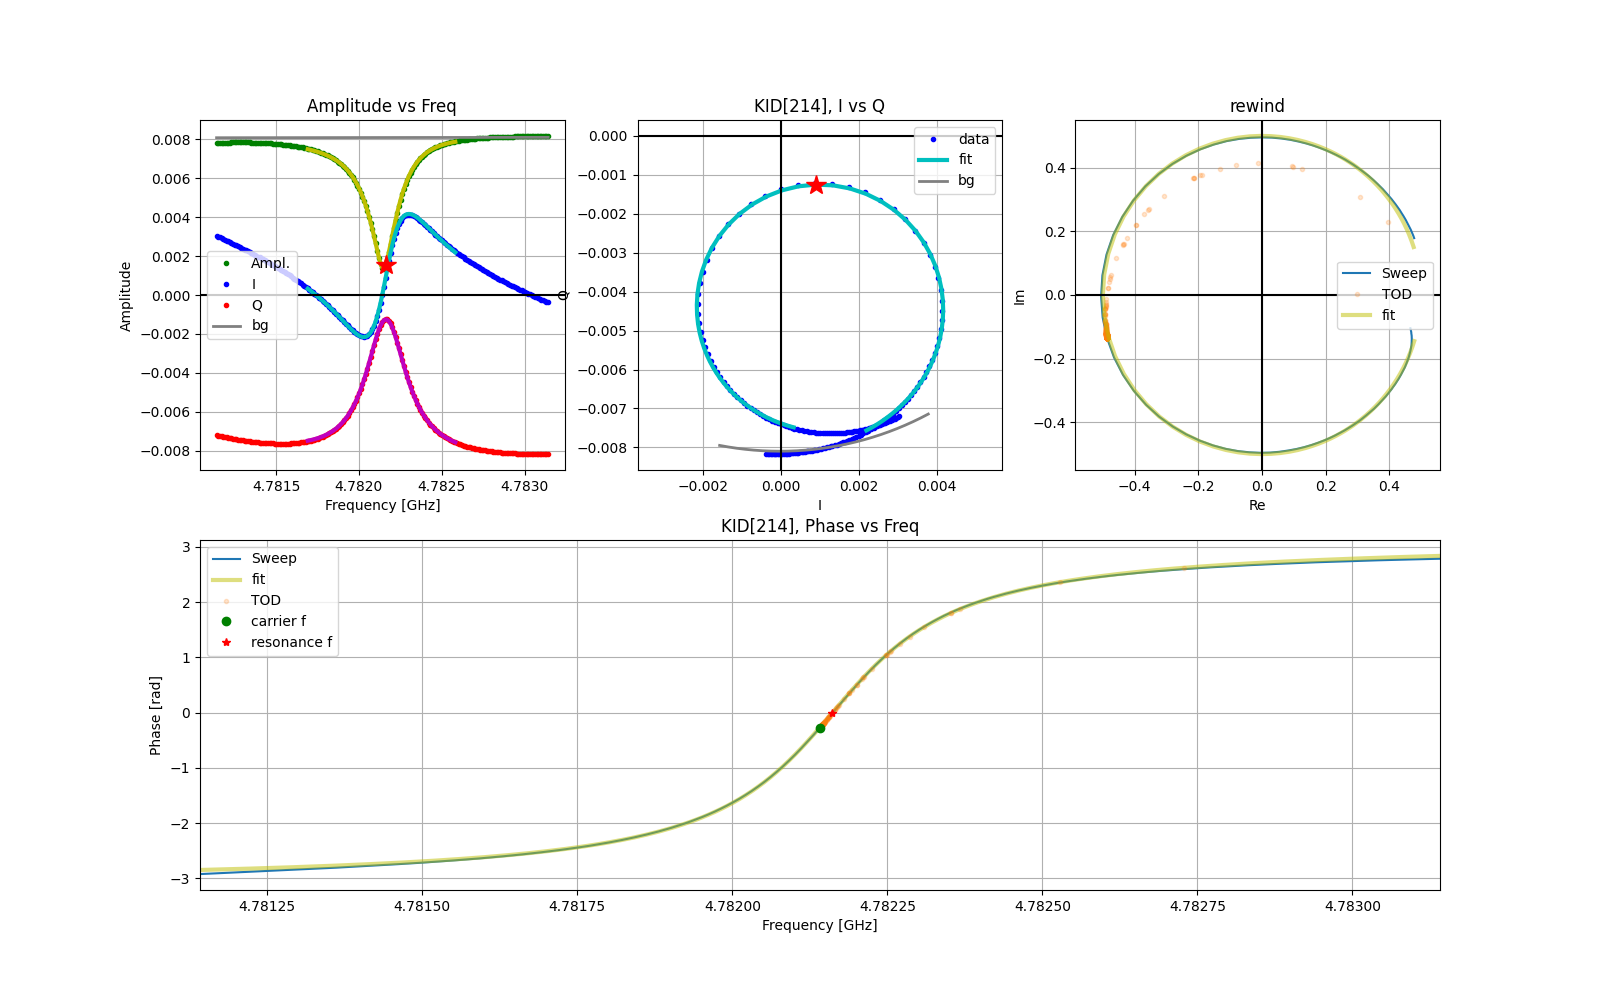 Amplitude vs Freq
0.008
0.006
0.004
0.002
0.000
−0.002
−0.004
−0.006
−0.008
Amplitude
Ampl.
I
Q
bg
4.7815 4.7820 4.7825 4.7830
Frequency [GHz]
KID[214], I vs Q
0.000
−0.001
−0.002
−0.003
−0.004
−0.005
−0.006
−0.007
−0.008
Q
data
fit
bg
−0.002 0.000 0.002 0.004
I
rewind
0.4
0.2
0.0
−0.2
−0.4
Im
Sweep
TOD
fit
−0.4 −0.2 0.0 0.2 0.4
Re
KID[214], Phase vs Freq
3
2
1
0
−1
−2
−3
Phase [rad]
Sweep
fit
TOD
carrier f
resonance f
4.78125 4.78150 4.78175 4.78200 4.78225 4.78250 4.78275 4.78300
Frequency [GHz]